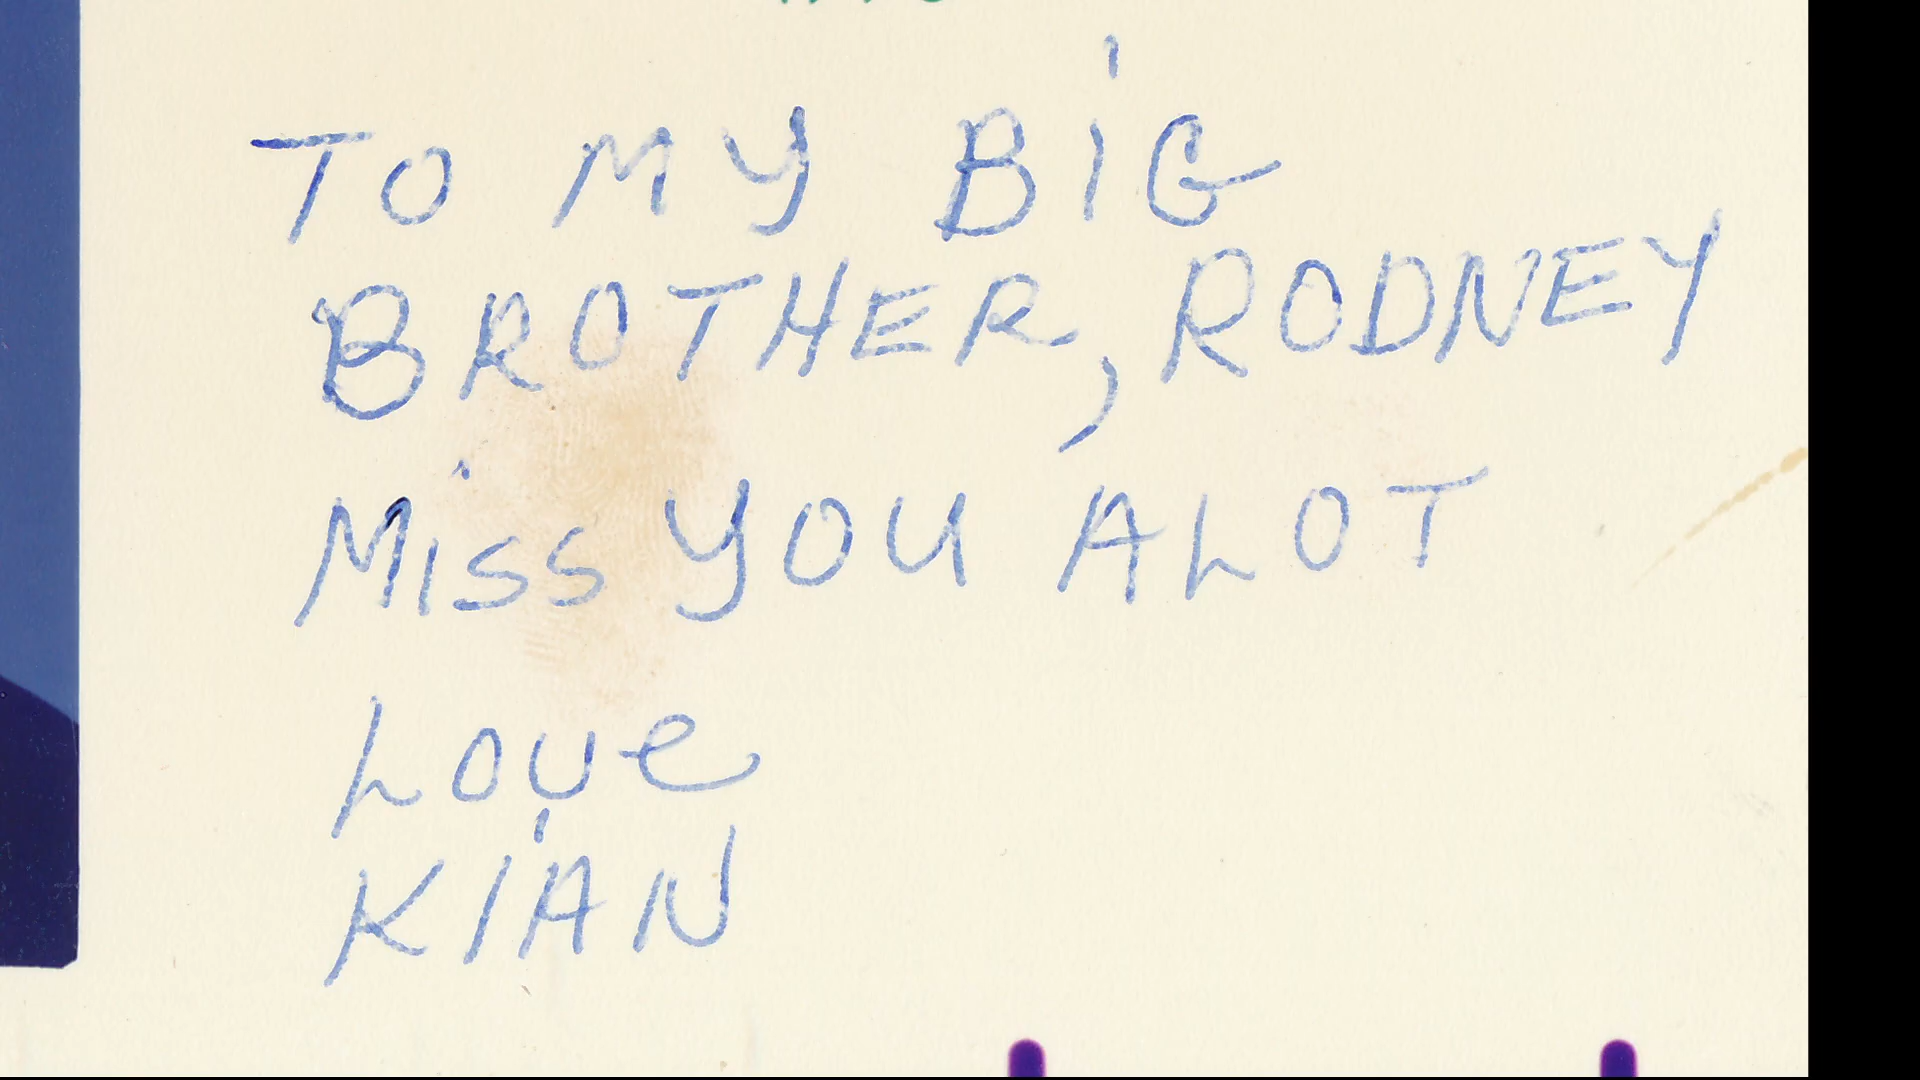 TO MY BiG
BROTHER, RODNEY
MiSS YOU ALOT
Love
KiAN